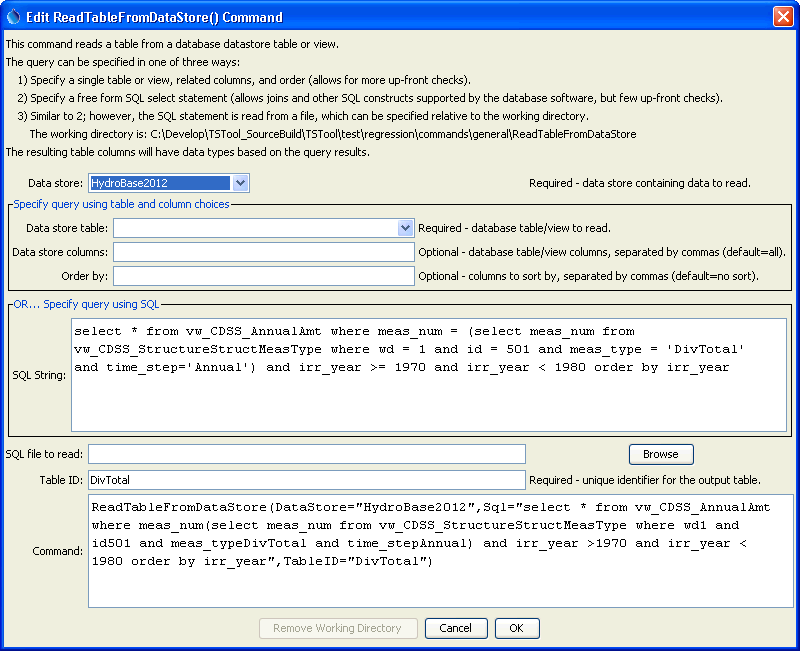 Edit ReadTableFromDataStore() Command
This command reads a table from a database datastore table or view.
The query can be specified in one of three ways:
1) Specify a single table or view, related columns, and order (allows for more up-front checks).
2) Specify a free form SQL select statement (allows joins and other SQL constructs supported by the database software, but few up-front checks).
3) Similar to 2; however, the SQL statement is read from a file, which can be specified relative to the working directory.
The working directory is: C:\Develop\TSTool_SourceBuild\TSTool\test\regression\commands\general\ReadTableFromDataStore
The resulting table columns will have data types based on the query results.
Data store: HydroBase2012 Required - data store containing data to read.
Specify query using table and column choices
Data store table: Required - database table/view to read.
Data store columns: Optional - database table/view columns, separated by commas (default=all).
Order by: Optional - columns to sort by, separated by commas (default=no sort).
OR... Specify query using SQL
SQL String:
select * from vw_CDSS_AnnualAmt where meas_num = (select meas_num from
vw_CDSS_StructureStructMeasType where wd = 1 and id = 501 and meas_type = 'DivTotal'
and time_step='Annual') and irr_year >= 1970 and irr_year < 1980 order by irr_year
SQL file to read: Browse
Table ID: DivTotal Required - unique identifier for the output table.
Command:
ReadTableFromDataStore(DataStore="HydroBase2012",Sql="select * from vw_CDSS_AnnualAmt
where meas_num(select meas_num from vw_CDSS_StructureStructMeasType where wd1 and
id501 and meas_typeDivTotal and time_stepAnnual) and irr_year >1970 and irr_year <
1980 order by irr_year",TableID="DivTotal")
Remove Working Directory Cancel OK